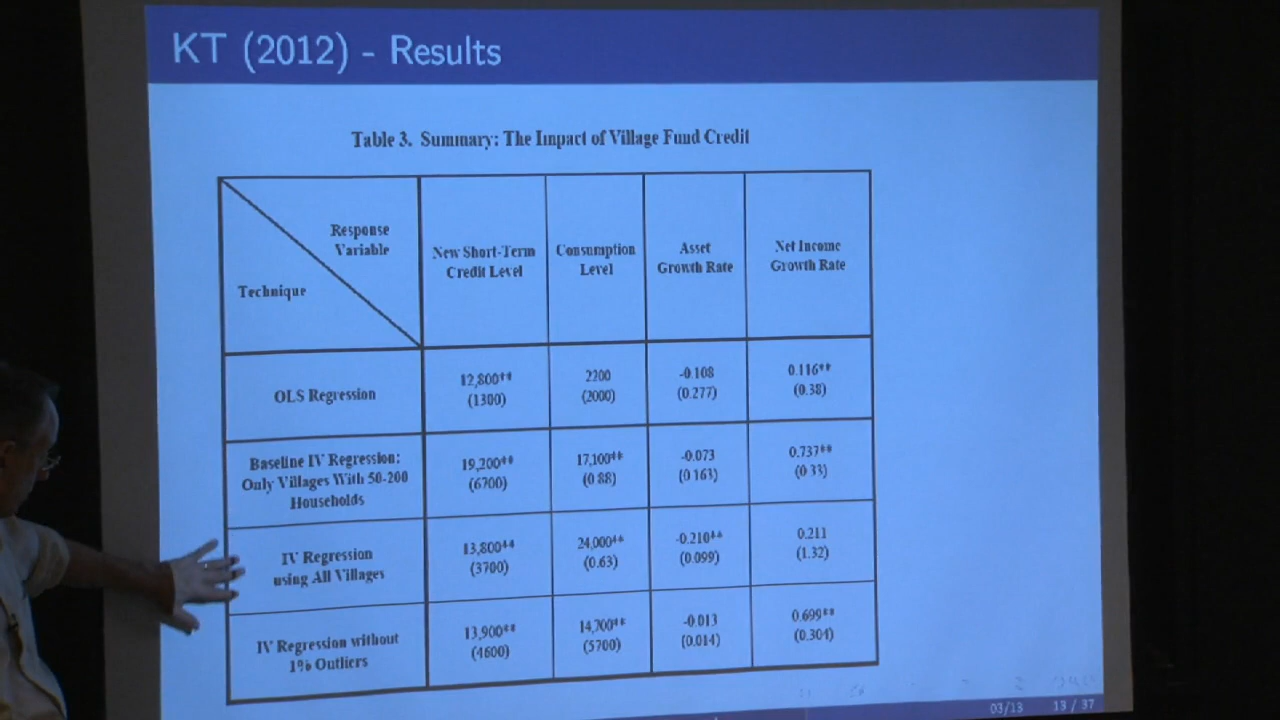 KT (2012) - Results
Table 3. Summary: The Impact of Village Fund Credit
Response
Variable
Technique
New Short-Term
Credit Level
Consumption
Level
Asset
Growth Rate
Net Income
Growth Rate
OLS Regression
12,800**
(1300)
2200
(2000)
-0.108
(0.277)
0.116**
(0.38)
Baseline IV Regression:
Only Villages With 50-200
Households
19,200**
(6700)
17,100**
(0.88)
-0.073
(0.163)
0.737**
(0.33)
IV Regression
using All Villages
13,800**
(3700)
24,000**
(0.63)
-0.210**
(0.099)
0.211
(1.32)
IV Regression without
1% Outliers
13,900**
(4600)
(5700)
-0.013
(0.014)
0.699**
(0.304)
03/13
13 / 37